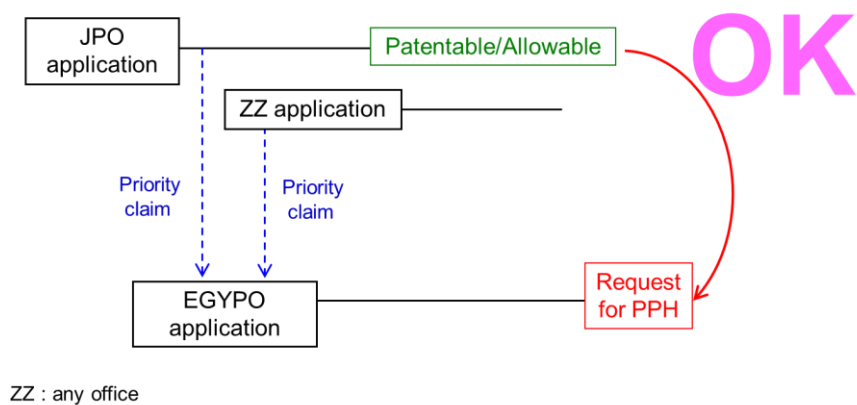 JPO
application
Patentable/Allowable
OK
ZZ application
Priority
claim
Priority
claim
EGYPO
application
Request
for PPH
ZZ : any office